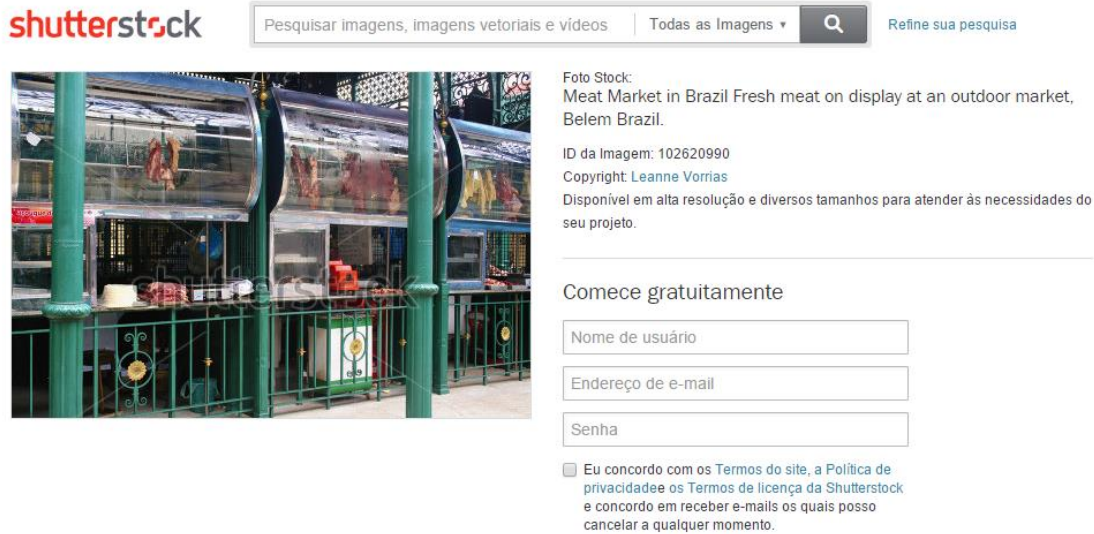 shutterstock
Pesquisar imagens, imagens vetoriais e vídeos
Todas as Imagens ▾
Refine sua pesquisa
Foto Stock:
Meat Market in Brazil Fresh meat on display at an outdoor market,
Belem Brazil.
ID da Imagem: 102620990
Copyright: Leanne Vorrias
Disponível em alta resolução e diversos tamanhos para atender às necessidades do
seu projeto.
shutterstock
Comece gratuitamente
Nome de usuário
Endereço de e-mail
Senha
Eu concordo com os Termos do site, a Política de
privacidadee os Termos de licença da Shutterstock
e concordo em receber e-mails os quais posso
cancelar a qualquer momento.